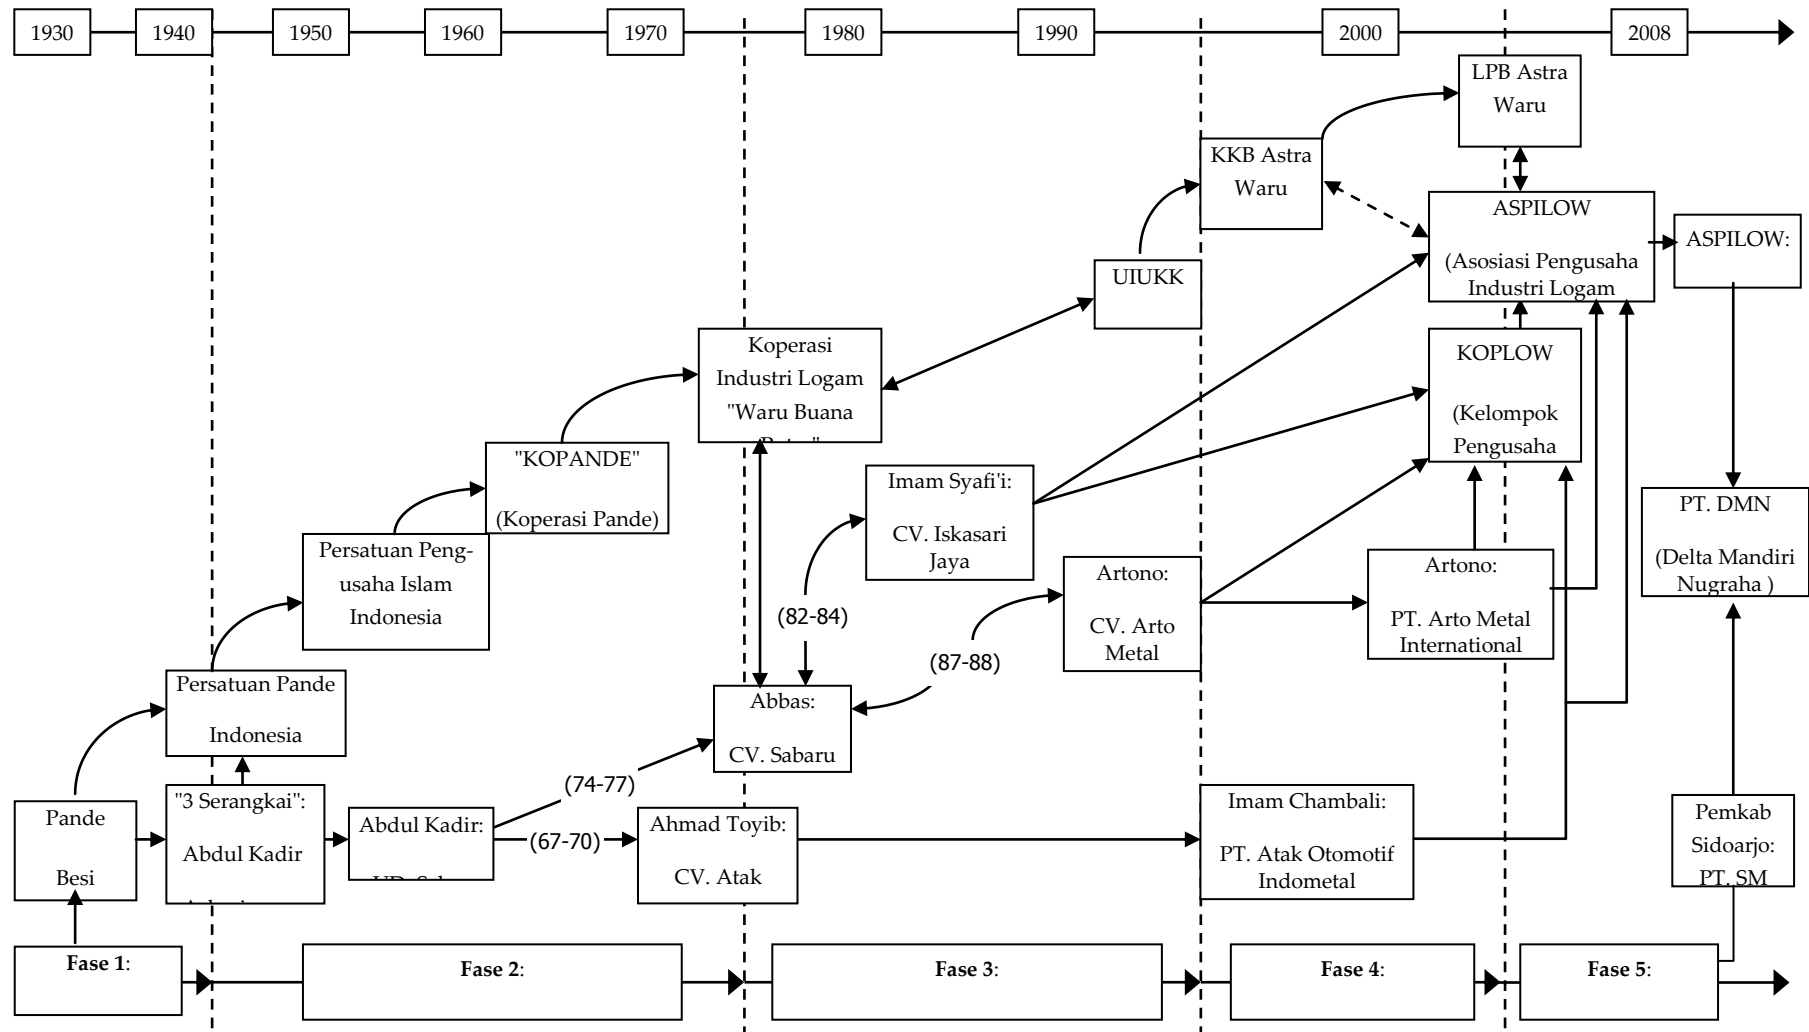 1930
1940
1950
1960
1970
1980
1990
2000
2008
LPB Astra
Waru
KKB Astra
Waru
ASPILOW
(Asosiasi Pengusaha
Industri Logam
ASPILOW:
UIUKK
Koperasi
Industri Logam
"Waru Buana
KOPLOW
(Kelompok
Pengusaha
"KOPANDE"
(Koperasi Pande)
Imam Syafi'i:
CV. Iskasari
Jaya
PT. DMN
(Delta Mandiri
Nugraha )
Persatuan Peng-
usaha Islam
Indonesia
Artono:
CV. Arto
Metal
Artono:
PT. Arto Metal
International
(82-84)
(87-88)
Persatuan Pande
Indonesia
Abbas:
CV. Sabaru
(74-77)
Pande
Besi
"3 Serangkai":
Abdul Kadir
Abdul Kadir:
(67-70)
Ahmad Toyib:
CV. Atak
Imam Chambali:
PT. Atak Otomotif
Indometal
Pemkab
Sidoarjo:
PT. SM
Fase 1:
Fase 2:
Fase 3:
Fase 4:
Fase 5: